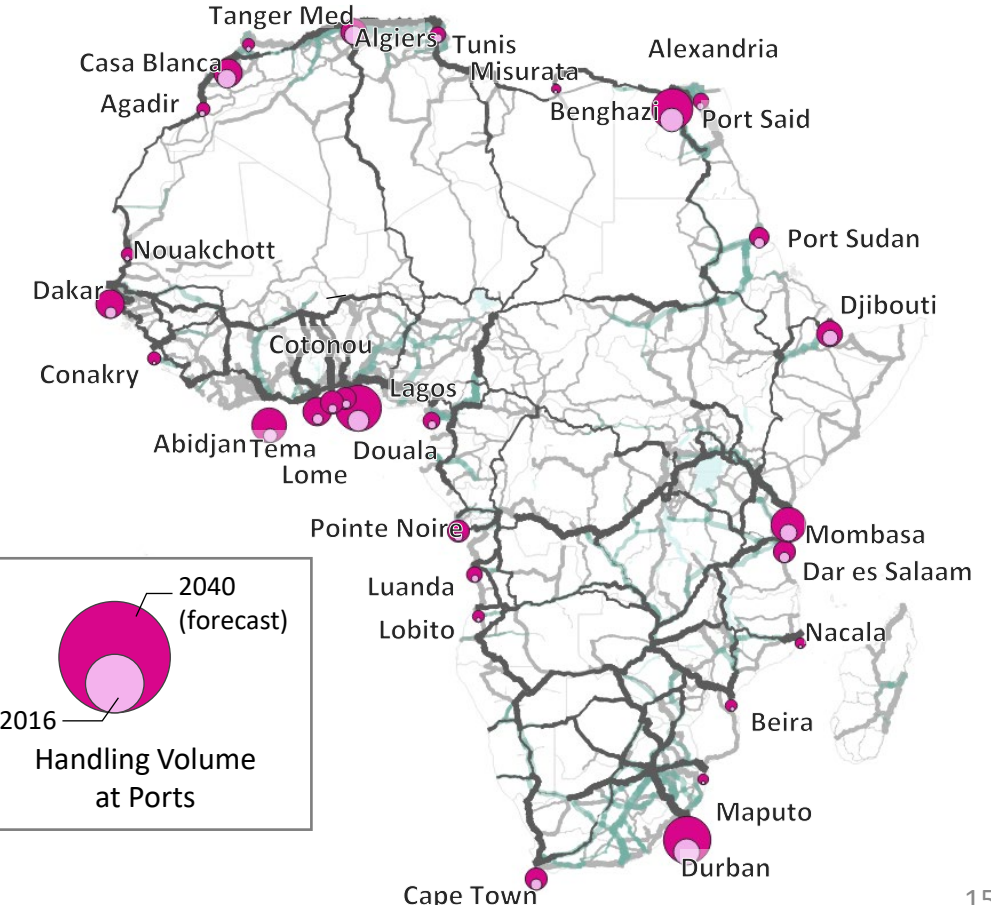 Tanger Med
Algiers
Tunis
Alexandria
Casa Blanca
Misurata
Agadir
Benghazi
Port Said
Nouakchott
Port Sudan
Dakar
Djibouti
Cotonou
Conakry
Lagos
Abidjan
Tema
Douala
Lome
Pointe Noire
Mombasa
Dar es Salaam
Luanda
Lobito
Nacala
2040
(forecast)
2016
Handling Volume
at Ports
Beira
Maputo
Durban
Cape Town
15